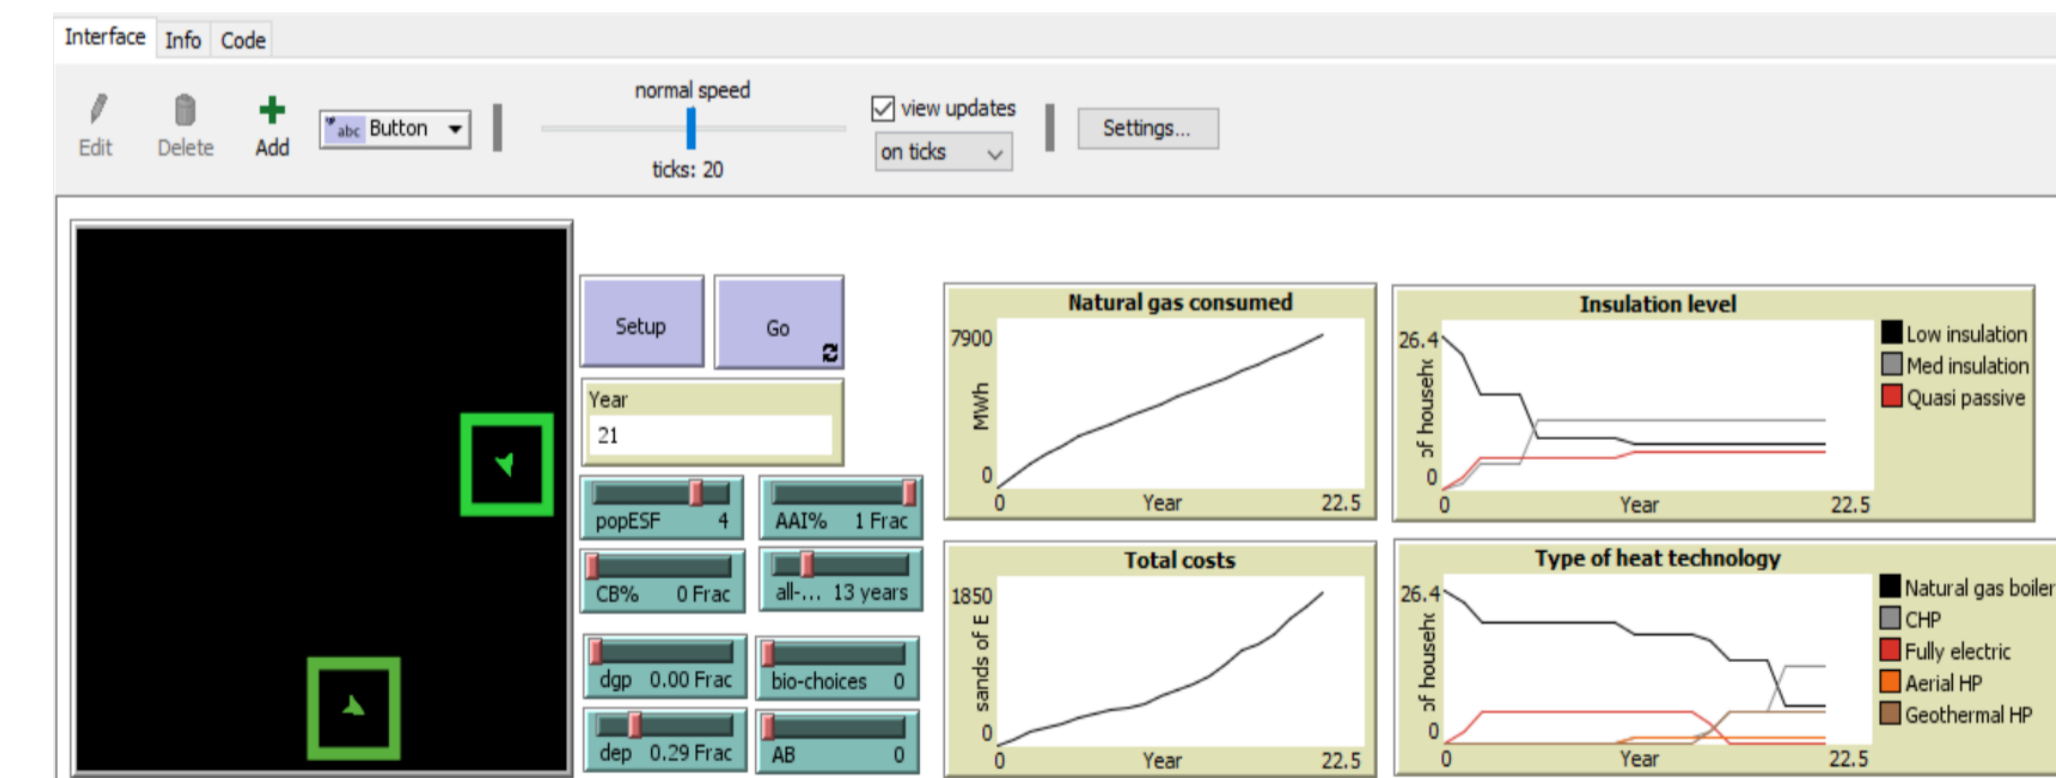 Interface Info Code
normal speed
Edit Delete Add abc Button
view updates
on ticks
Settings...
ticks: 20
Setup Go
Year
21
popESF 4
AAI% 1 Frac
CB% 0 Frac
all-... 13 years
dgp 0.00 Frac
bio-choices 0
dep 0.29 Frac
AB 0
Natural gas consumed
7900
MWh
0
0 Year 22.5
Insulation level
26.4
of househo
0
0 Year 22.5
Low insulation
Med insulation
Quasi passive
Total costs
1850
sands of E
0
0 Year 22.5
Type of heat technology
26.4
of househo
0
0 Year 22.5
Natural gas boiler
CHP
Fully electric
Aerial HP
Geothermal HP